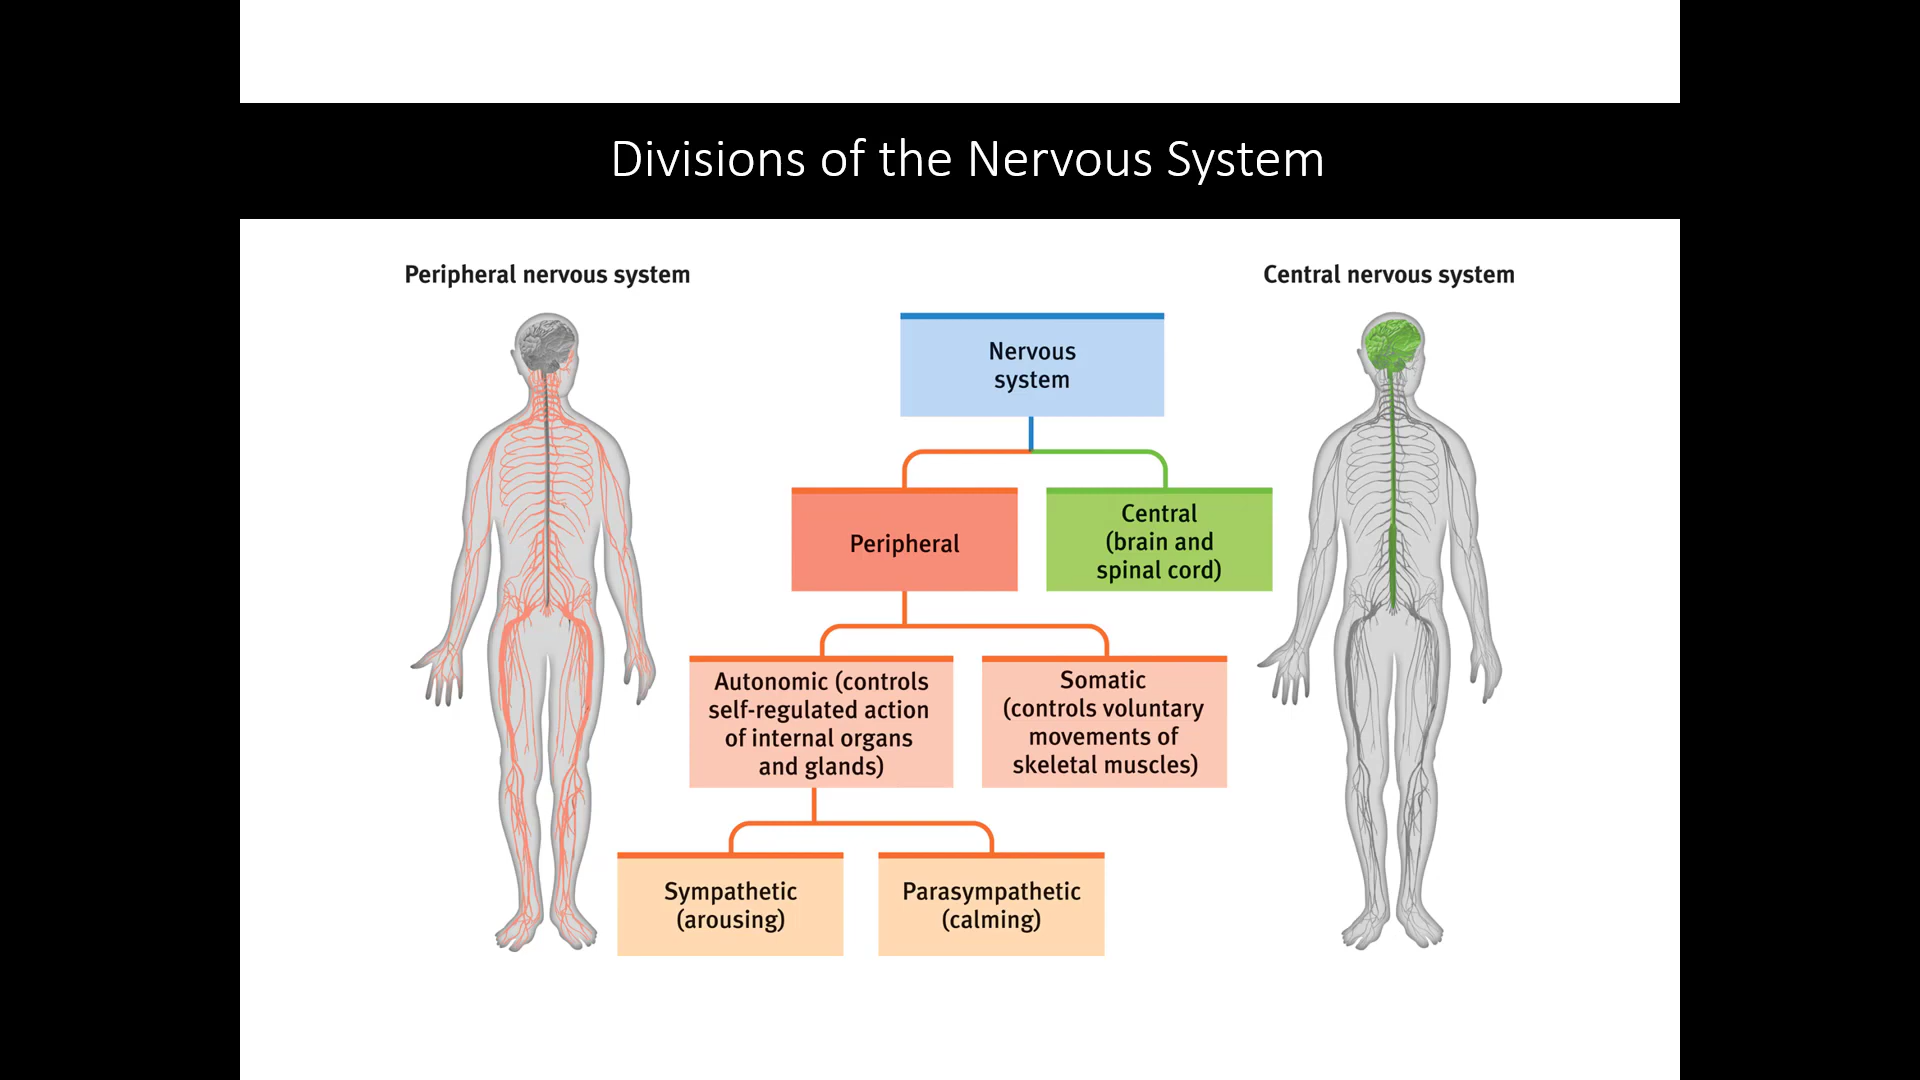 Divisions of the Nervous System
Peripheral nervous system
Central nervous system
Nervous
system
Peripheral
Central
(brain and
spinal cord)
Autonomic (controls
self-regulated action
of internal organs
and glands)
Somatic
(controls voluntary
movements of
skeletal muscles)
Sympathetic
(arousing)
Parasympathetic
(calming)